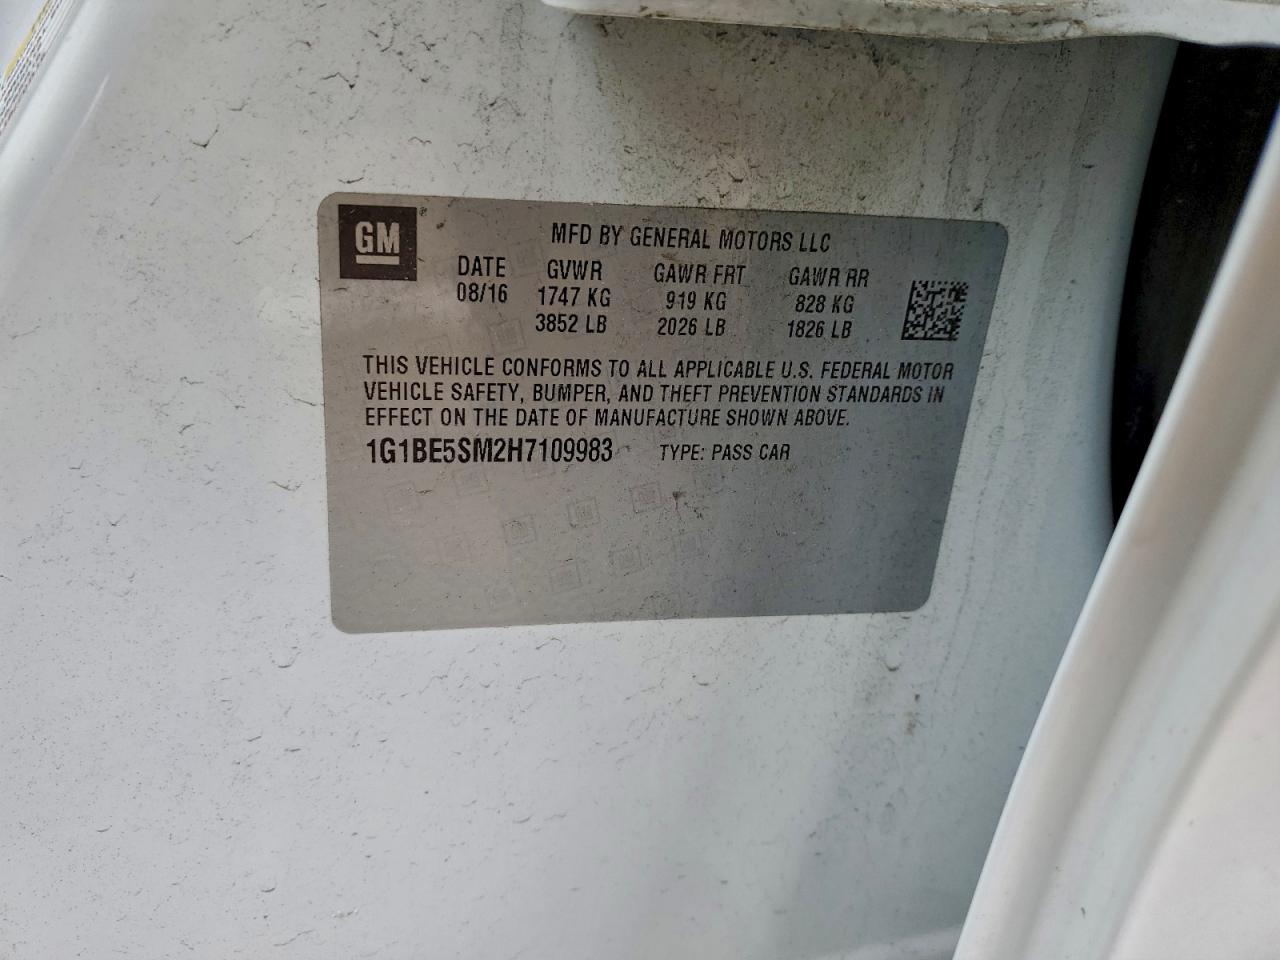 GM
MFD BY GENERAL MOTORS LLC
DATE GVWR GAWR FRT GAWR RR
08/16 1747 KG 919 KG 828 KG
3852 LB 2026 LB 1826 LB
THIS VEHICLE CONFORMS TO ALL APPLICABLE U.S. FEDERAL MOTOR
VEHICLE SAFETY, BUMPER, AND THEFT PREVENTION STANDARDS IN
EFFECT ON THE DATE OF MANUFACTURE SHOWN ABOVE.
1G1BE5SM2H7109983 TYPE: PASS CAR